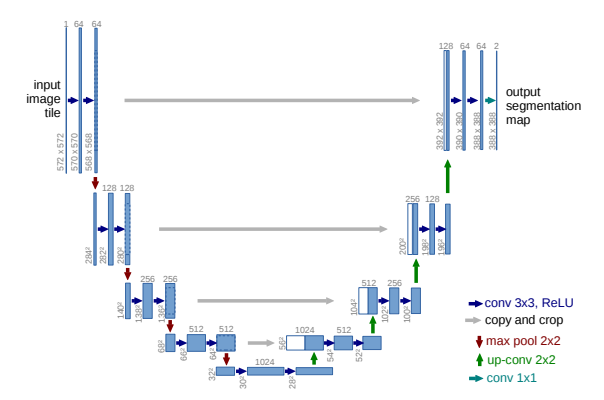 1 64 64
input
image
tile
572 x 572
570 x 570
568 x 568
128 64 64 2
output
segmentation
map
392 x 392
390 x 390
388 x 388
388 x 388
128 128
284²
282²
280²
256 128
200²
198²
196²
256 256
140²
138²
136²
512 256
104²
102²
100²
512 512
68²
66²
64²
1024 512
56²
54²
52²
1024
32²
30²
28²
conv 3x3, ReLU
copy and crop
max pool 2x2
up-conv 2x2
conv 1x1